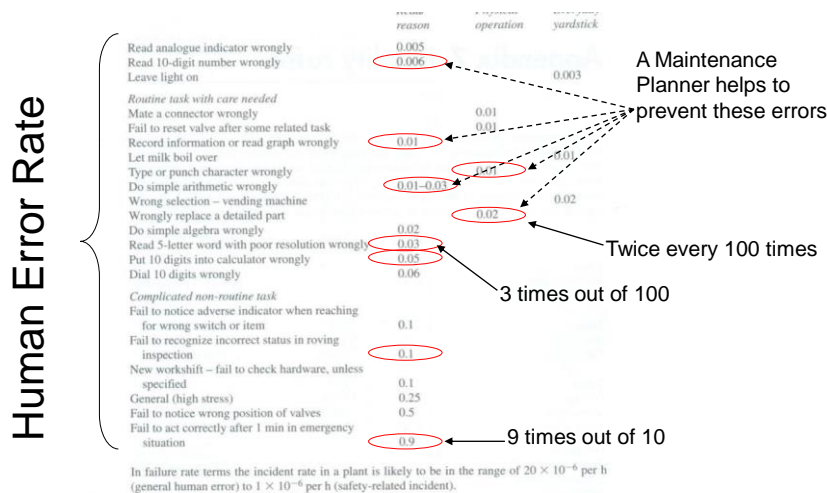 reason operation yardstick
Read analogue indicator wrongly 0.005
Read 10-digit number wrongly 0.006
Leave light on 0.003
Routine task with care needed
Mate a connector wrongly 0.01
Fail to reset valve after some related task 0.01
Record information or read graph wrongly 0.01
Let milk boil over 0.01
Type or punch character wrongly 0.01
Do simple arithmetic wrongly 0.01–0.03
Wrong selection – vending machine 0.02
Wrongly replace a detailed part 0.02
Do simple algebra wrongly 0.02
Read 5-letter word with poor resolution wrongly 0.03
Put 10 digits into calculator wrongly 0.05
Dial 10 digits wrongly 0.06
Complicated non-routine task
Fail to notice adverse indicator when reaching
for wrong switch or item 0.1
Fail to recognize incorrect status in roving
inspection 0.1
New workshift – fail to check hardware, unless
specified 0.1
General (high stress) 0.25
Fail to notice wrong position of valves 0.5
Fail to act correctly after 1 min in emergency
situation 0.9
In failure rate terms the incident rate in a plant is likely to be in the range of 20 × 10⁻⁶ per h
(general human error) to 1 × 10⁻⁶ per h (safety-related incident).
Human Error Rate
A Maintenance
Planner helps to
prevent these errors
Twice every 100 times
3 times out of 100
9 times out of 10